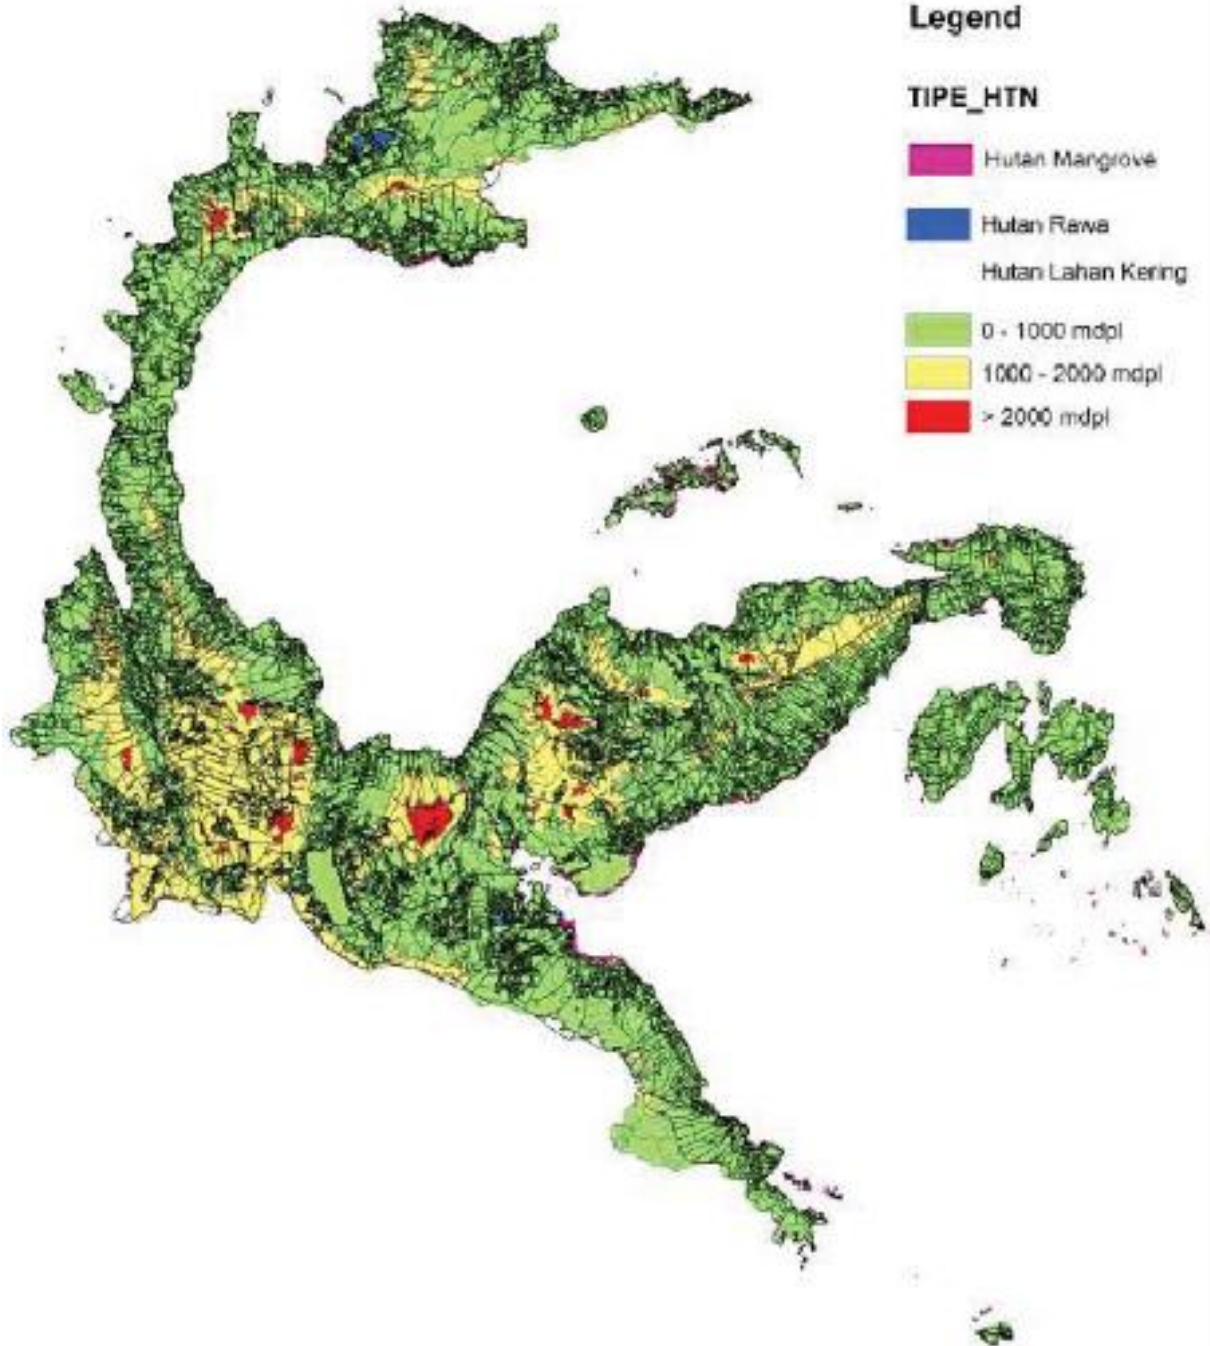 Legend
TIPE_HTN
Hutan Mangrove
Hutan Rawa
Hutan Lahan Kering
0 - 1000 mdpl
1000 - 2000 mdpl
> 2000 mdpl